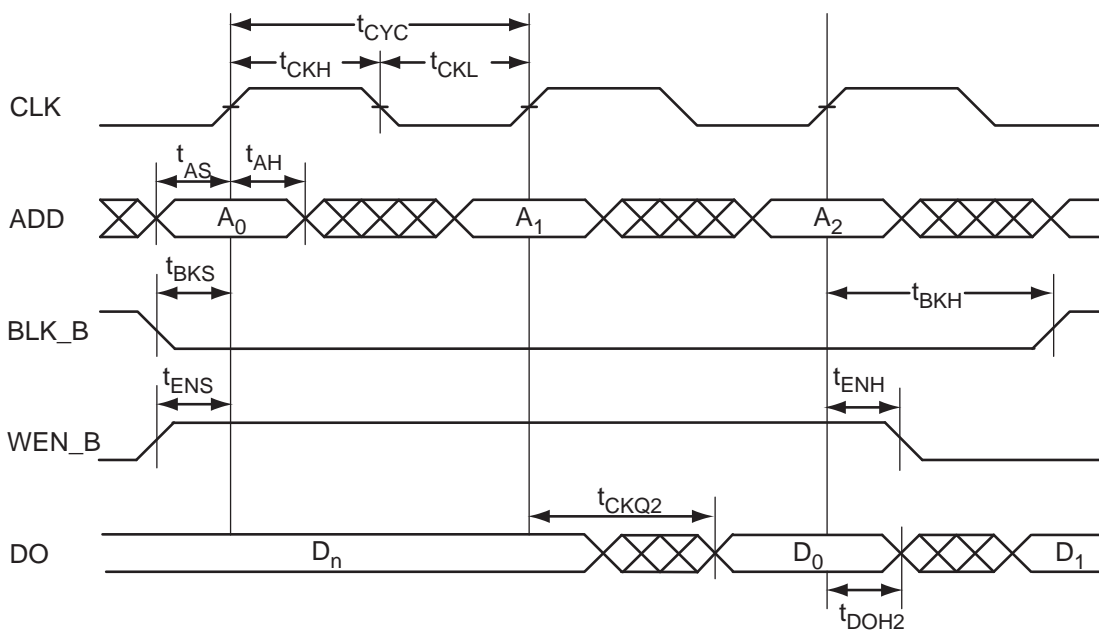 tCYC
tCKH
tCKL
CLK
tAS
tAH
ADD
A0
A1
A2
tBKS
tBKH
BLK_B
tENS
tENH
WEN_B
tCKQ2
DO
Dn
D0
D1
tDOH2